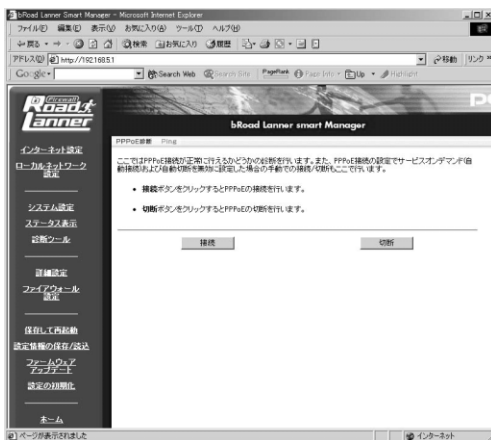 bRoad Lanner Smart Manager - Microsoft Internet Explorer
ファイル(F) 編集(E) 表示(V) お気に入り(A) ツール(T) ヘルプ(H)
戻る 検索 お気に入り 履歴
アドレス(D) http://192.168.5.1 移動 リンク
Google Search Web Search Site PageRank Page Info Up Highlight
Firewall
Road
Lanner
bRoad Lanner smart Manager
PPPoE診断 Ping
ここではPPPoE接続が正常に行えるかどうかの診断を行います。また、PPPoE接続の設定でサービスオンデマンド(自
動接続)および自動切断を無効に設定した場合の手動での接続/切断もここで行います。
• 接続ボタンをクリックするとPPPoEの接続を行います。
• 切断ボタンをクリックするとPPPoEの切断を行います。
接続 切断
インターネット設定
ローカルネットワーク
設定
システム設定
ステータス表示
診断ツール
詳細設定
ファイアウォール
設定
保存して再起動
設定情報の保存/読込
ファームウェア
アップデート
設定の初期化
ホーム
ページが表示されました インターネット